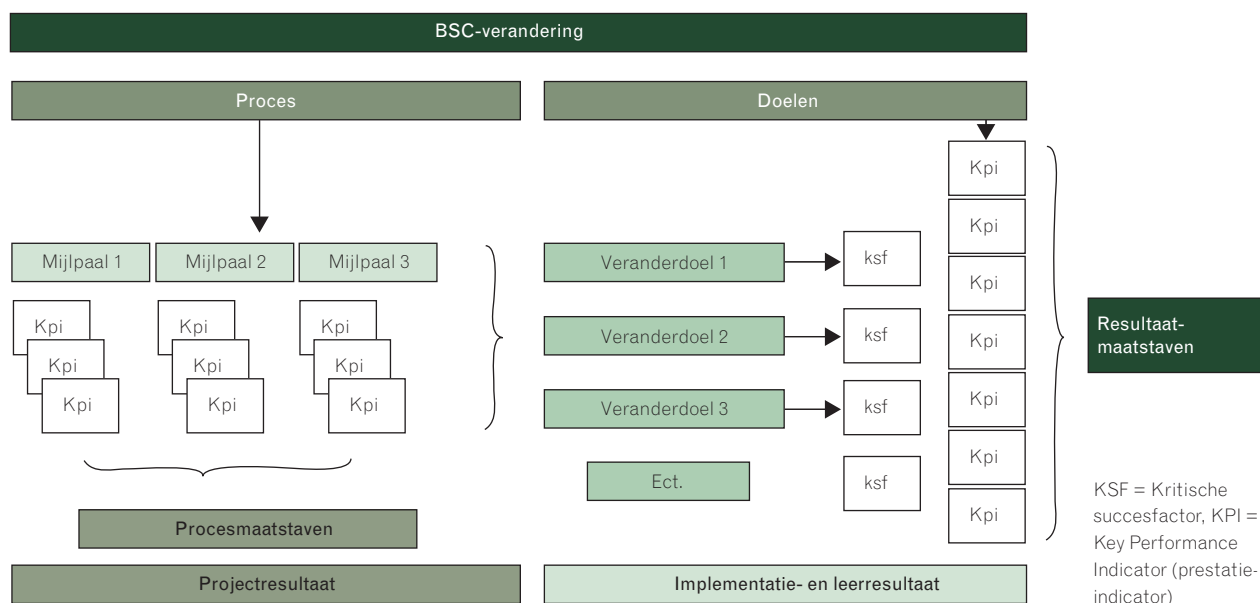 BSC-verandering
Proces
Doelen
Kpi
Kpi
Kpi
Kpi
Kpi
Kpi
Kpi
Mijlpaal 1
Mijlpaal 2
Mijlpaal 3
Kpi
Kpi
Kpi
Kpi
Kpi
Kpi
Kpi
Kpi
Kpi
Procesmaatstaven
Projectresultaat
Veranderdoel 1
ksf
Veranderdoel 2
ksf
Veranderdoel 3
ksf
Ect.
ksf
Implementatie- en leerresultaat
Resultaat-
maatstaven
KSF = Kritische
succesfactor, KPI =
Key Performance
Indicator (prestatie-
indicator)